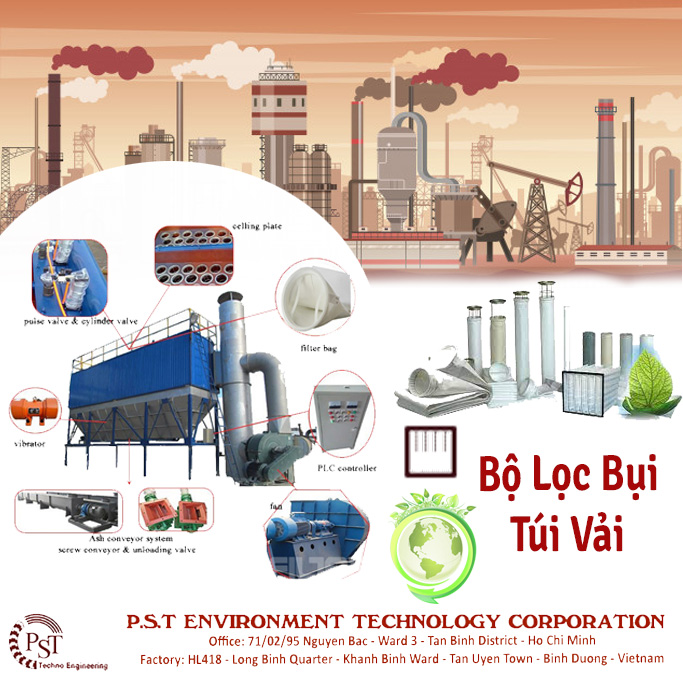 celling plate
pulse valve & cylinder valve
filter bag
vibrator
PLC controller
Ash conveyor system
screw conveyor & unloading valve
fan
Bộ Lọc Bụi
Túi Vải
P.S.T ENVIRONMENT TECHNOLOGY CORPORATION
Office: 71/02/95 Nguyen Bac - Ward 3 - Tan Binh District - Ho Chi Minh
Factory: HL418 - Long Binh Quarter - Khanh Binh Ward - Tan Uyen Town - Binh Duong - Vietnam
PST
Techno Engineering